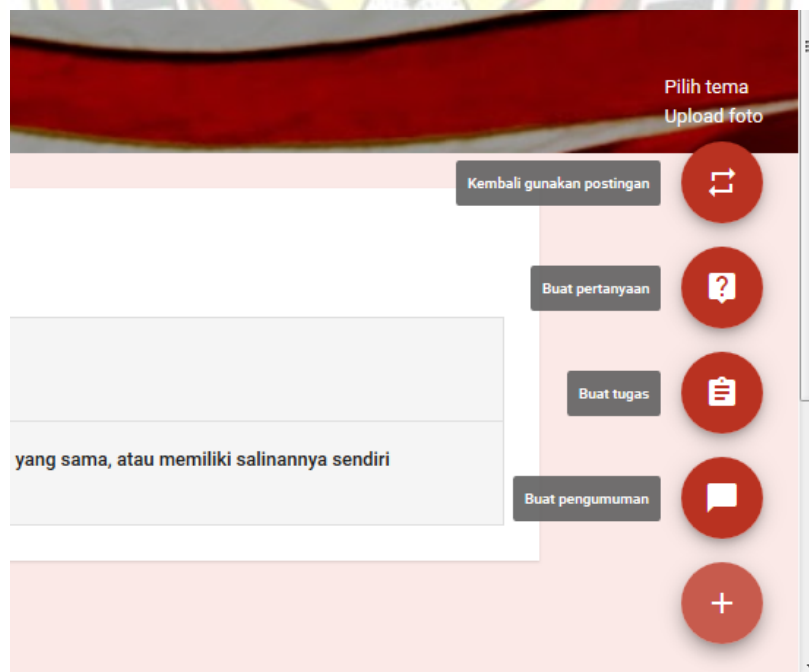 Pilih tema
Upload foto
Kembali gunakan postingan
Buat pertanyaan
Buat tugas
yang sama, atau memiliki salinannya sendiri
Buat pengumuman